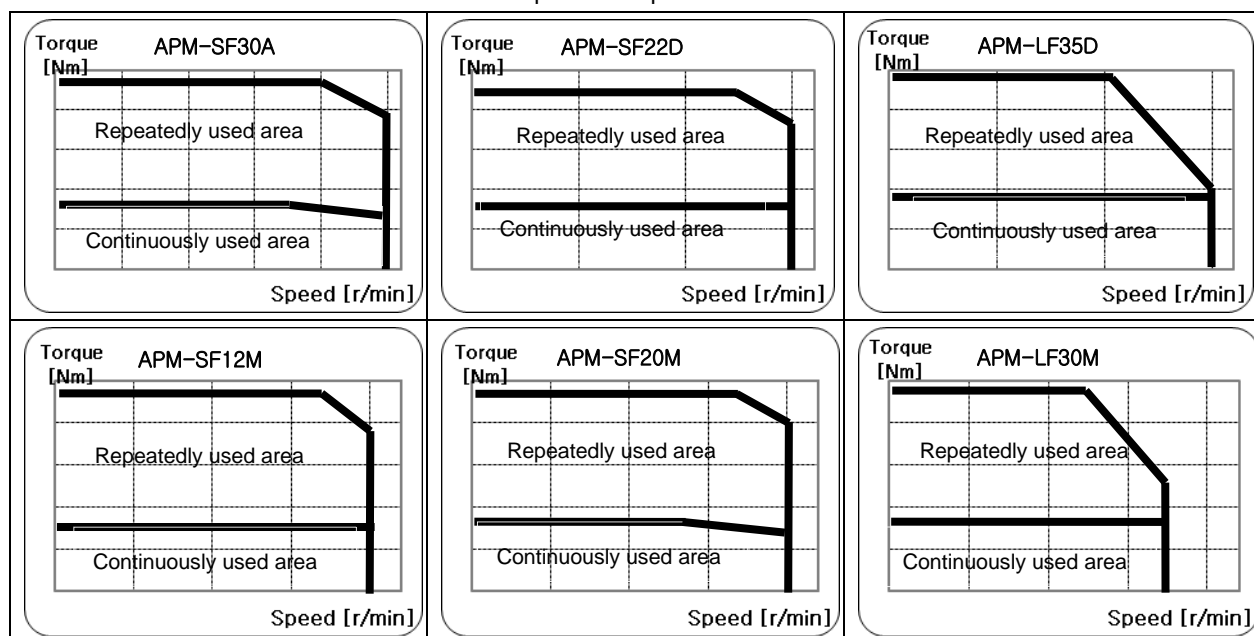 Torque
[Nm]
APM-SF30A
Repeatedly used area
Continuously used area
Speed [r/min]
Torque
[Nm]
APM-SF22D
Repeatedly used area
Continuously used area
Speed [r/min]
Torque
[Nm]
APM-LF35D
Repeatedly used area
Continuously used area
Speed [r/min]
Torque
[Nm]
APM-SF12M
Repeatedly used area
Continuously used area
Speed [r/min]
Torque
[Nm]
APM-SF20M
Repeatedly used area
Continuously used area
Speed [r/min]
Torque
[Nm]
APM-LF30M
Repeatedly used area
Continuously used area
Speed [r/min]